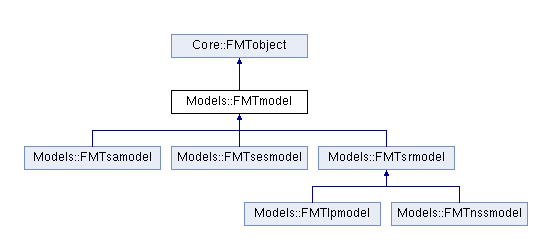 Core::FMTobject
Models::FMTmodel
Models::FMTsamodel
Models::FMTsesmodel
Models::FMTsrmodel
Models::FMTlpmodel
Models::FMTnssmodel